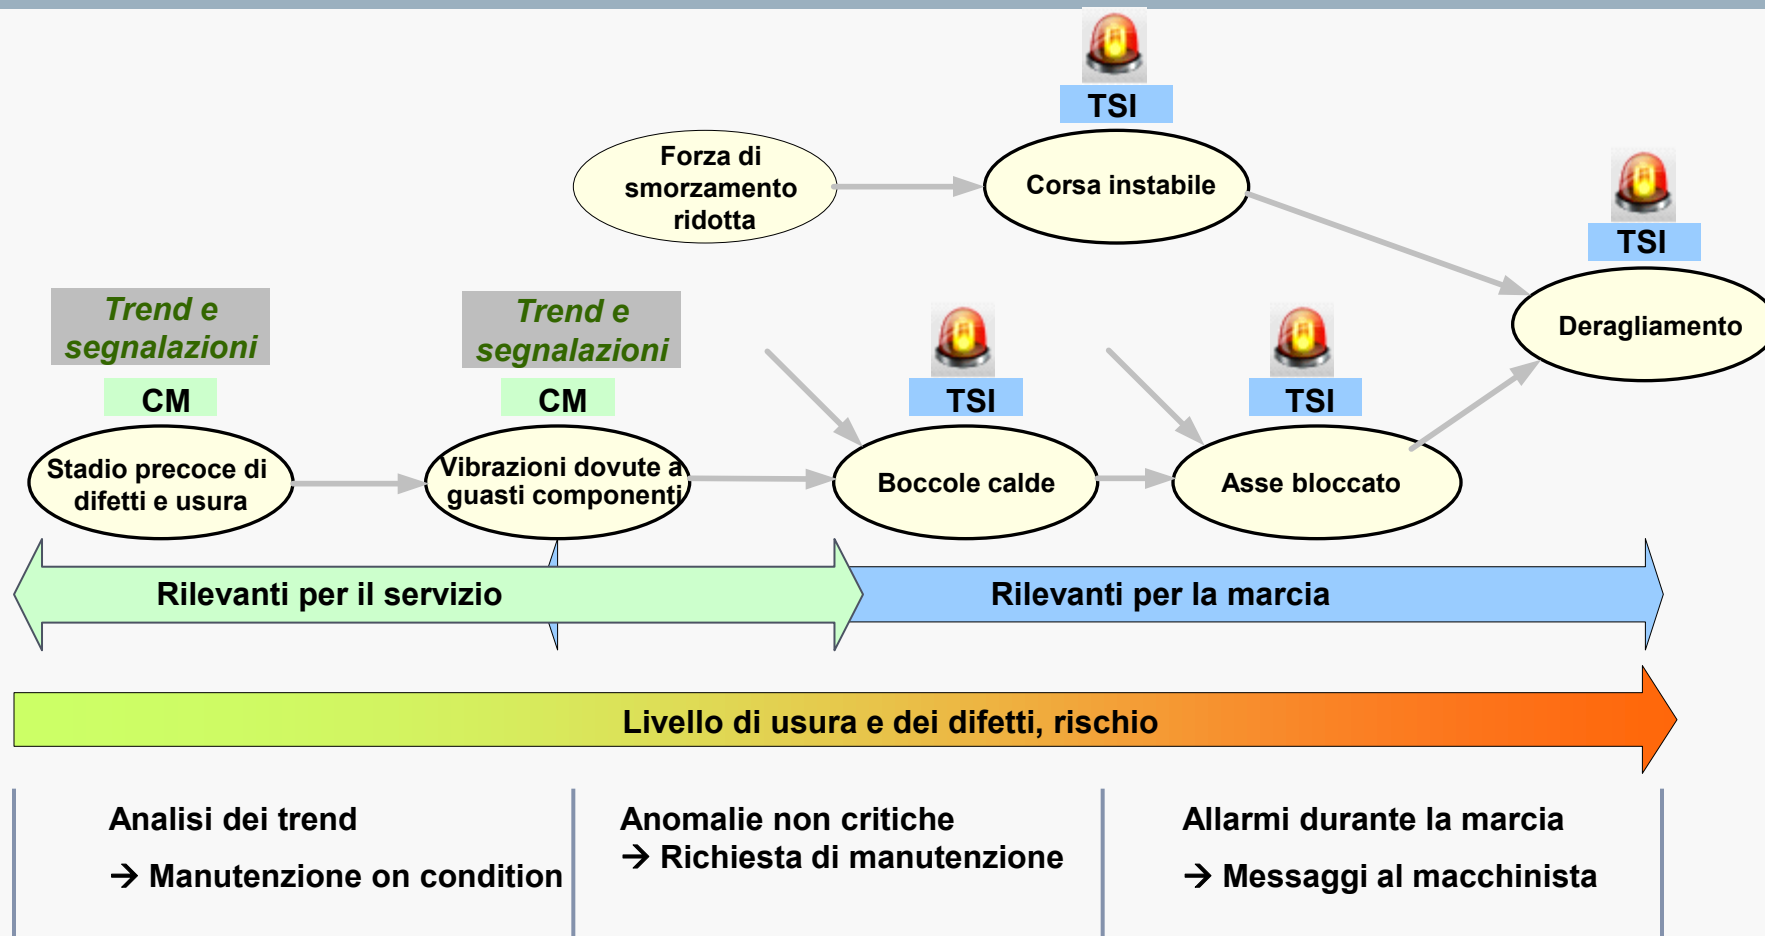 TSI
Forza di
smorzamento
ridotta
Corsa instabile
TSI
Deragliamento
Trend e
segnalazioni
CM
Trend e
segnalazioni
CM
TSI
TSI
Stadio precoce di
difetti e usura
Vibrazioni dovute a
guasti componenti
Boccole calde
Asse bloccato
Rilevanti per il servizio
Rilevanti per la marcia
Livello di usura e dei difetti, rischio
Analisi dei trend
→ Manutenzione on condition
Anomalie non critiche
→ Richiesta di manutenzione
Allarmi durante la marcia
→ Messaggi al macchinista